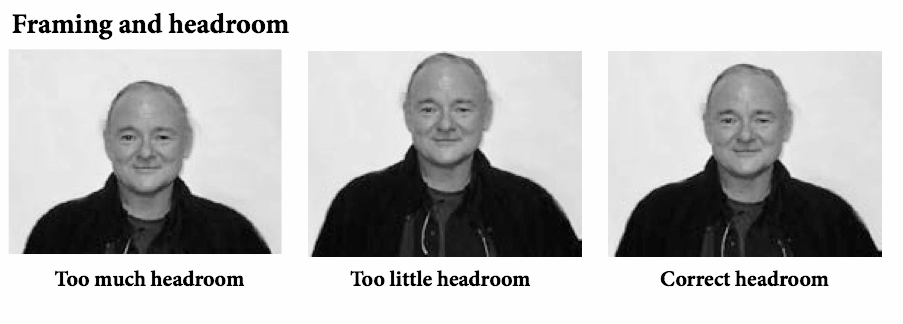 Framing and headroom
Too much headroom
Too little headroom
Correct headroom